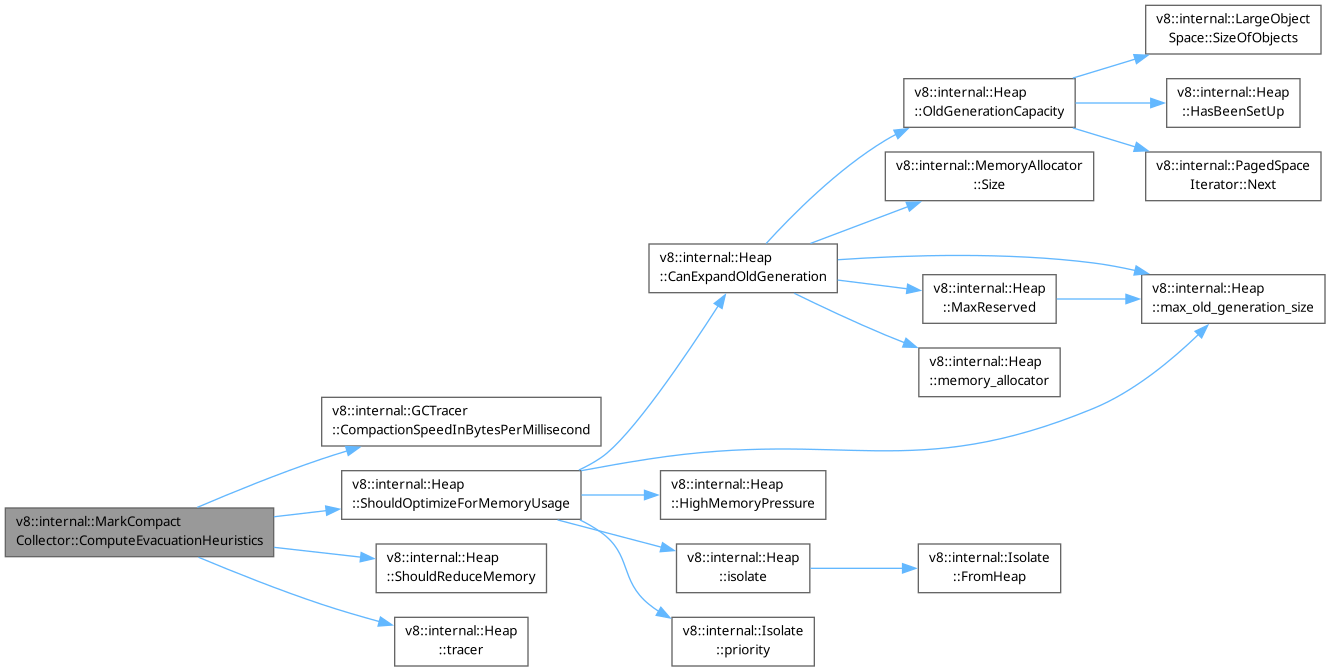 v8::internal::LargeObject
Space::SizeOfObjects
v8::internal::Heap
::OldGenerationCapacity
v8::internal::Heap
::HasBeenSetUp
v8::internal::MemoryAllocator
::Size
v8::internal::PagedSpace
Iterator::Next
v8::internal::Heap
::CanExpandOldGeneration
v8::internal::Heap
::MaxReserved
v8::internal::Heap
::max_old_generation_size
v8::internal::Heap
::memory_allocator
v8::internal::GCTracer
::CompactionSpeedInBytesPerMillisecond
v8::internal::Heap
::ShouldOptimizeForMemoryUsage
v8::internal::Heap
::HighMemoryPressure
v8::internal::MarkCompact
Collector::ComputeEvacuationHeuristics
v8::internal::Heap
::ShouldReduceMemory
v8::internal::Heap
::isolate
v8::internal::Isolate
::FromHeap
v8::internal::Heap
::tracer
v8::internal::Isolate
::priority